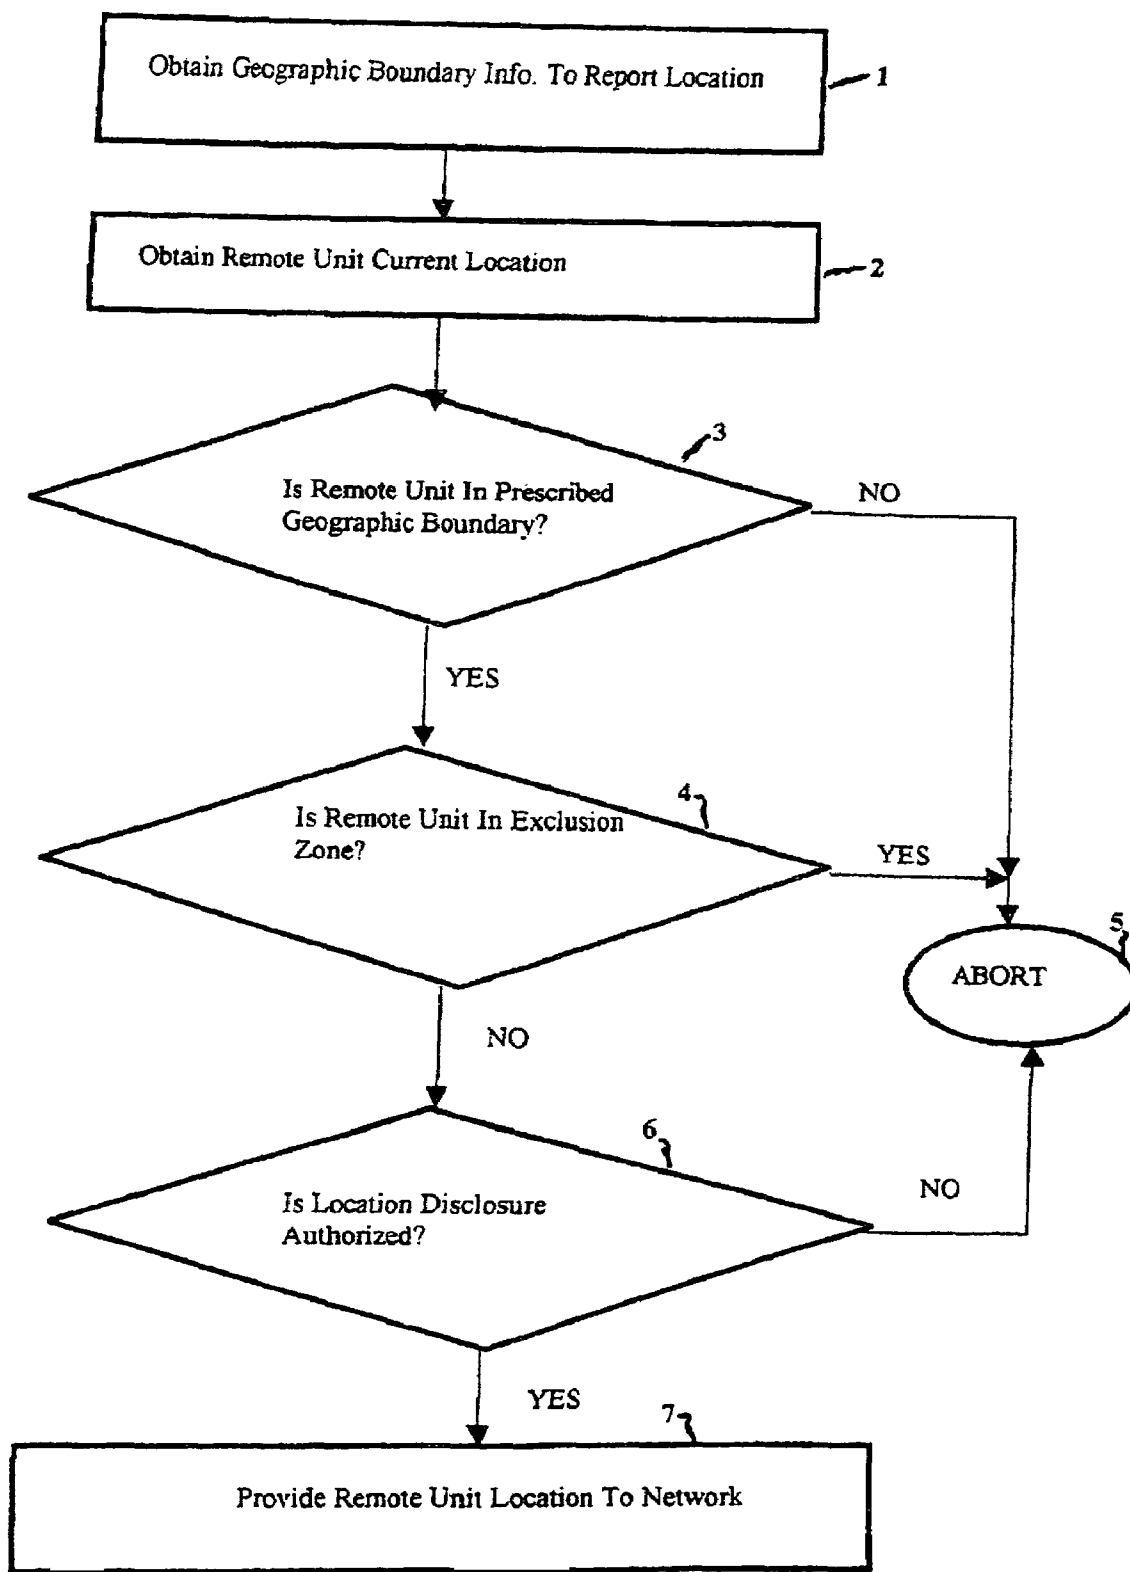 Obtain Geographic Boundary Info. To Report Location
1
Obtain Remote Unit Current Location
2
3
Is Remote Unit In Prescribed
Geographic Boundary?
NO
YES
4
Is Remote Unit In Exclusion
Zone?
YES
5
ABORT
NO
6
Is Location Disclosure
Authorized?
NO
YES
7
Provide Remote Unit Location To Network